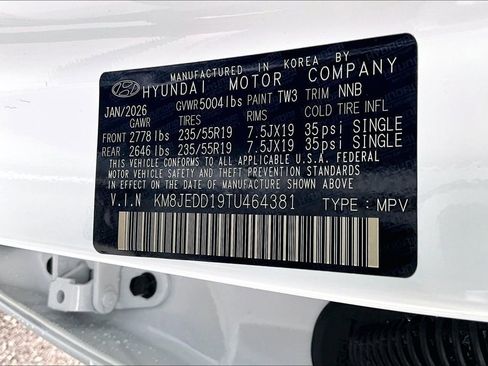 MANUFACTURED IN KOREA BY
HYUNDAI MOTOR COMPANY
JAN/2026 GVWR 5004 lbs PAINT TW3 TRIM NNB
GAWR TIRES RIMS COLD TIRE INFL
FRONT 2778 lbs 235/55R19 7.5JX19 35psi SINGLE
REAR. 2646 lbs 235/55R19 7.5JX19 35psi SINGLE
THIS VEHICLE CONFORMS TO ALL APPLICABLE U.S.A. FEDERAL
MOTOR VEHICLE SAFETY AND THEFT PREVENTION STANDARDS
IN EFFECT ON THE DATE OF MANUFACTURE SHOWN ABOVE.
V.I.N KM8JEDD19TU464381 TYPE : MPV